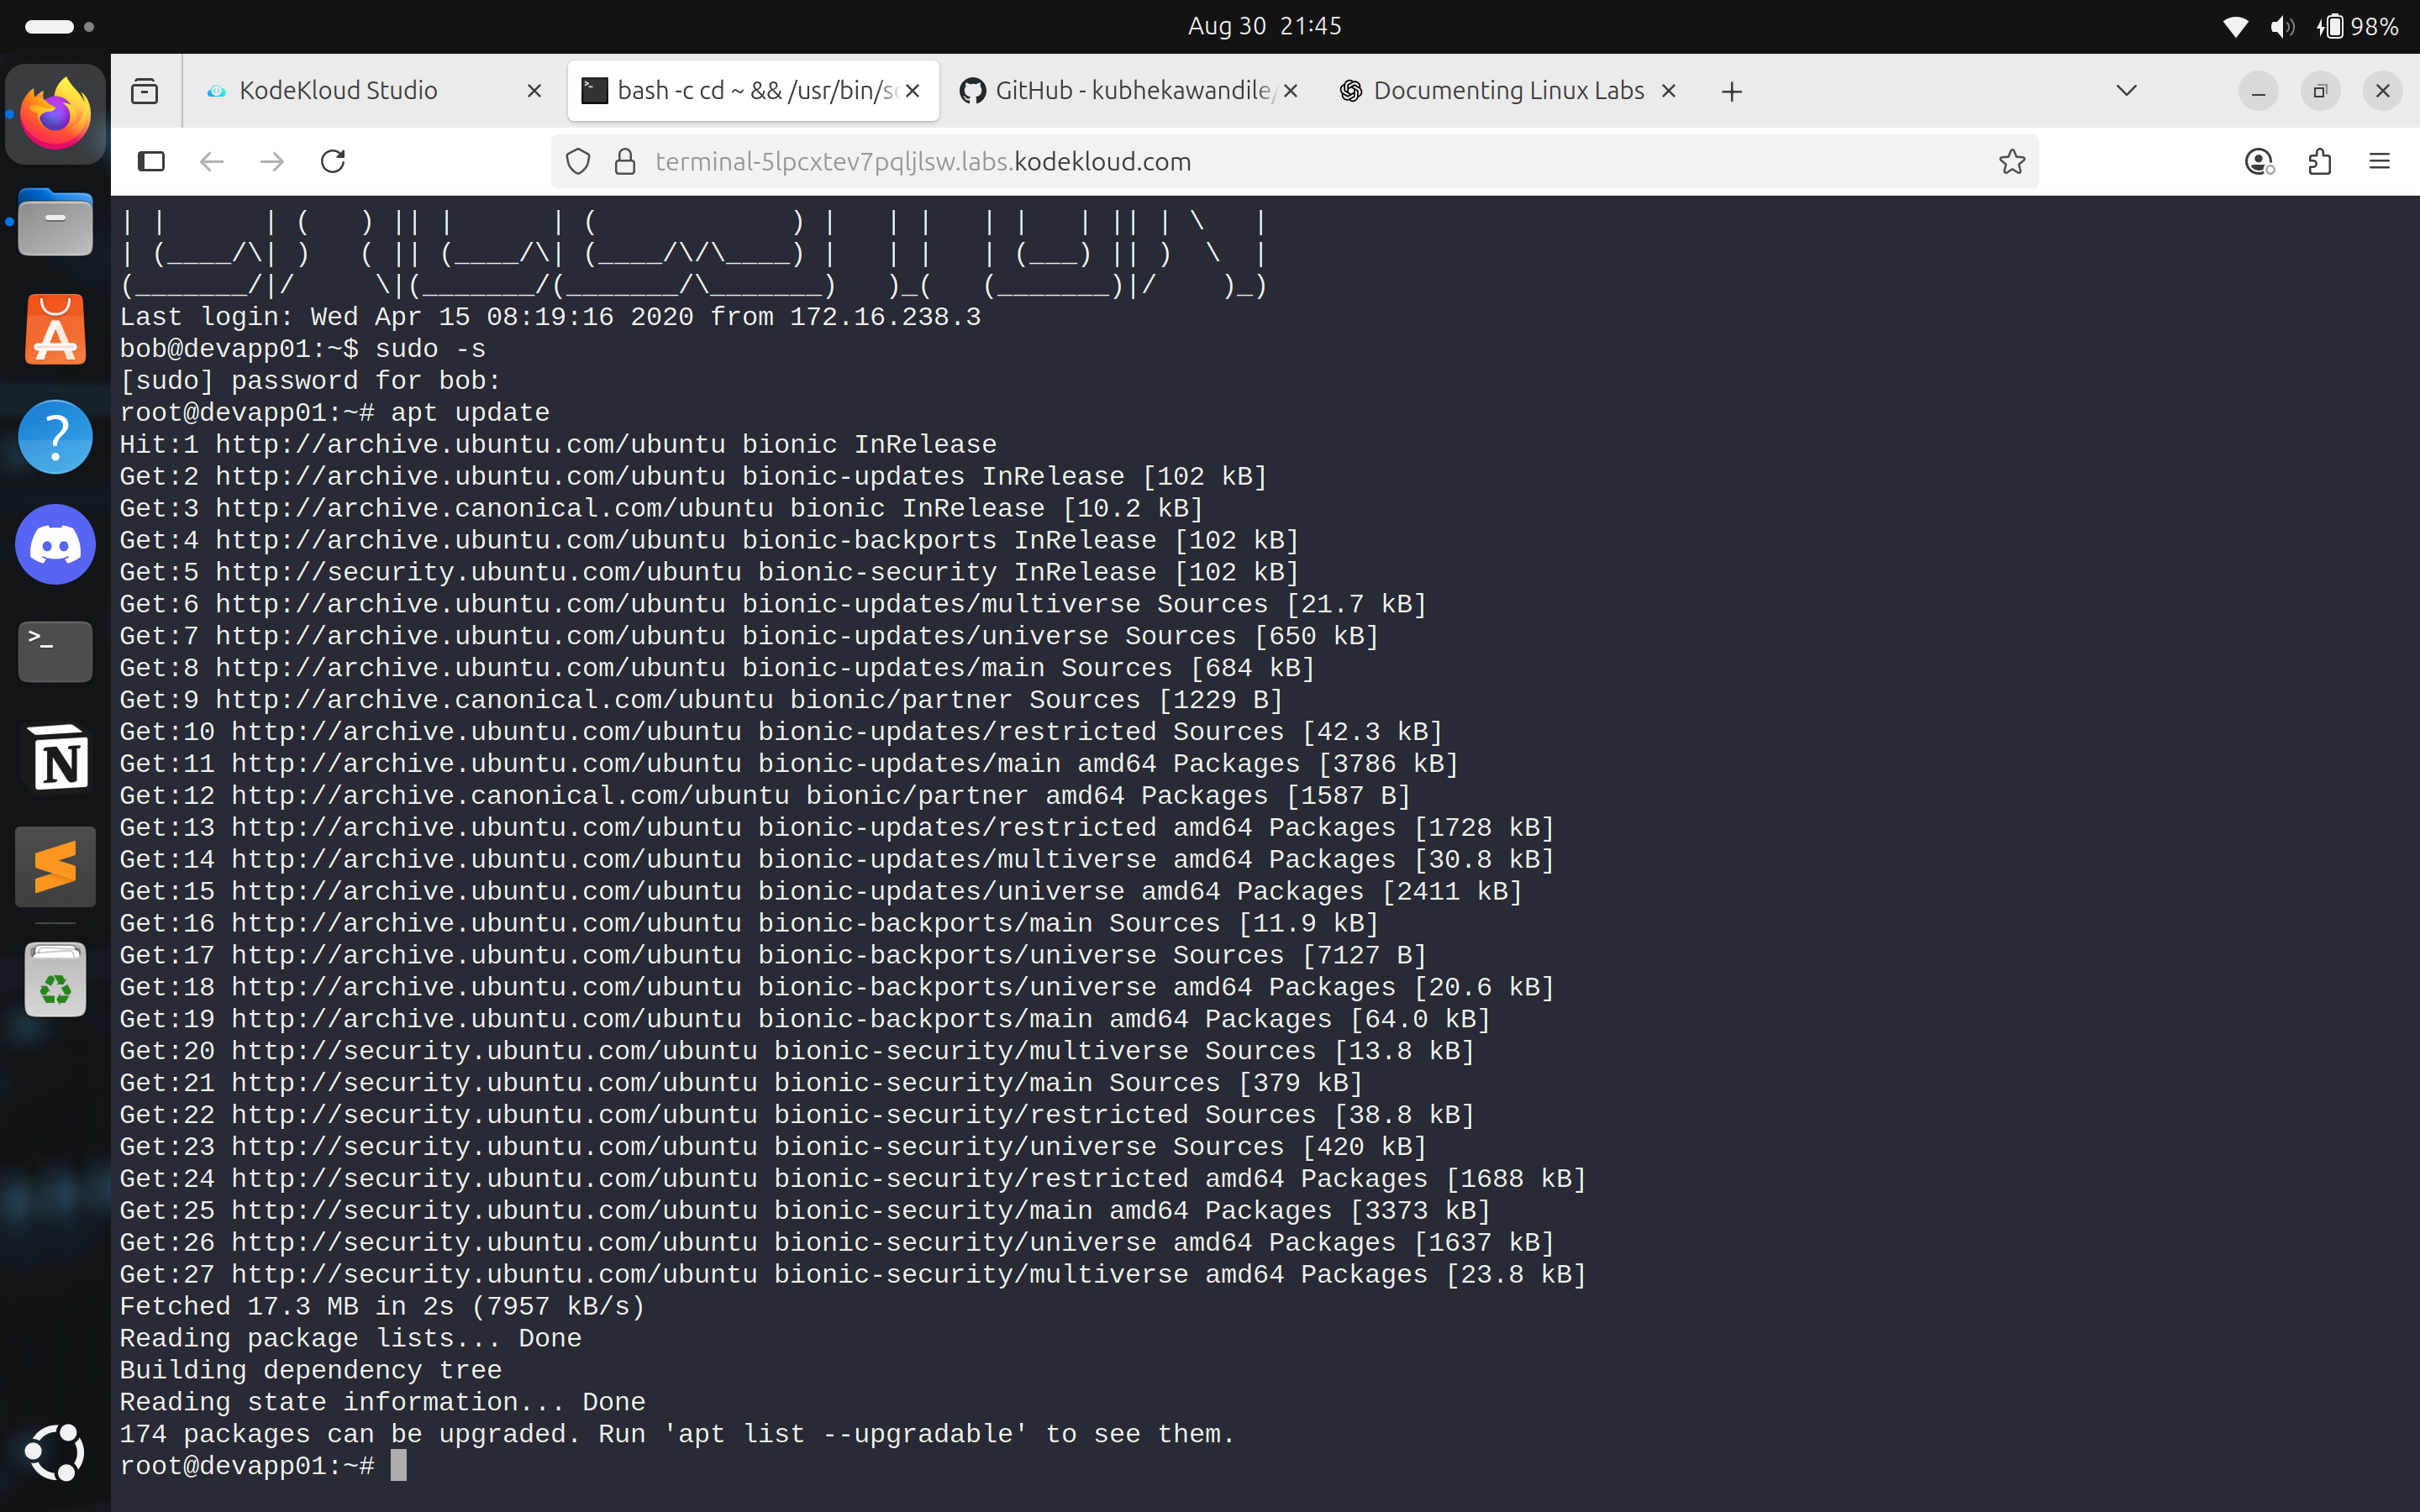 Aug 30 21:45
98%
KodeKloud Studio
bash -c cd ~ && /usr/bin/sc
GitHub - kubhekawandile/
Documenting Linux Labs
terminal-5lpcxtev7pqljlsw.labs.kodekloud.com
| |       | (   ) || |      | (            ) |   | |   | |   | || | \   |
| (____/\| )   ( || (____/\| (____/\/\____) |   | |   | (___) || )  \  |
(_______/|/     \|(_______/(_______/\_______)   )_(   (_______)|/    )_)
Last login: Wed Apr 15 08:19:16 2020 from 172.16.238.3
bob@devapp01:~$ sudo -s
[sudo] password for bob:
root@devapp01:~# apt update
Hit:1 http://archive.ubuntu.com/ubuntu bionic InRelease
Get:2 http://archive.ubuntu.com/ubuntu bionic-updates InRelease [102 kB]
Get:3 http://archive.canonical.com/ubuntu bionic InRelease [10.2 kB]
Get:4 http://archive.ubuntu.com/ubuntu bionic-backports InRelease [102 kB]
Get:5 http://security.ubuntu.com/ubuntu bionic-security InRelease [102 kB]
Get:6 http://archive.ubuntu.com/ubuntu bionic-updates/multiverse Sources [21.7 kB]
Get:7 http://archive.ubuntu.com/ubuntu bionic-updates/universe Sources [650 kB]
Get:8 http://archive.ubuntu.com/ubuntu bionic-updates/main Sources [684 kB]
Get:9 http://archive.canonical.com/ubuntu bionic/partner Sources [1229 B]
Get:10 http://archive.ubuntu.com/ubuntu bionic-updates/restricted Sources [42.3 kB]
Get:11 http://archive.ubuntu.com/ubuntu bionic-updates/main amd64 Packages [3786 kB]
Get:12 http://archive.canonical.com/ubuntu bionic/partner amd64 Packages [1587 B]
Get:13 http://archive.ubuntu.com/ubuntu bionic-updates/restricted amd64 Packages [1728 kB]
Get:14 http://archive.ubuntu.com/ubuntu bionic-updates/multiverse amd64 Packages [30.8 kB]
Get:15 http://archive.ubuntu.com/ubuntu bionic-updates/universe amd64 Packages [2411 kB]
Get:16 http://archive.ubuntu.com/ubuntu bionic-backports/main Sources [11.9 kB]
Get:17 http://archive.ubuntu.com/ubuntu bionic-backports/universe Sources [7127 B]
Get:18 http://archive.ubuntu.com/ubuntu bionic-backports/universe amd64 Packages [20.6 kB]
Get:19 http://archive.ubuntu.com/ubuntu bionic-backports/main amd64 Packages [64.0 kB]
Get:20 http://security.ubuntu.com/ubuntu bionic-security/multiverse Sources [13.8 kB]
Get:21 http://security.ubuntu.com/ubuntu bionic-security/main Sources [379 kB]
Get:22 http://security.ubuntu.com/ubuntu bionic-security/restricted Sources [38.8 kB]
Get:23 http://security.ubuntu.com/ubuntu bionic-security/universe Sources [420 kB]
Get:24 http://security.ubuntu.com/ubuntu bionic-security/restricted amd64 Packages [1688 kB]
Get:25 http://security.ubuntu.com/ubuntu bionic-security/main amd64 Packages [3373 kB]
Get:26 http://security.ubuntu.com/ubuntu bionic-security/universe amd64 Packages [1637 kB]
Get:27 http://security.ubuntu.com/ubuntu bionic-security/multiverse amd64 Packages [23.8 kB]
Fetched 17.3 MB in 2s (7957 kB/s)
Reading package lists... Done
Building dependency tree
Reading state information... Done
174 packages can be upgraded. Run 'apt list --upgradable' to see them.
root@devapp01:~#